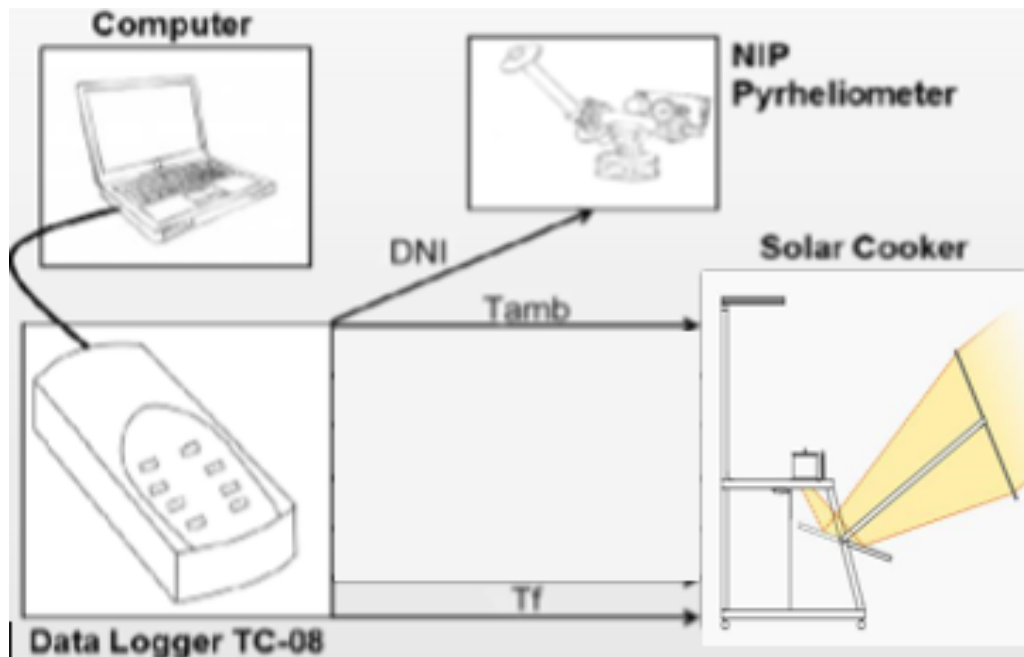 Computer
NIP
Pyrheliometer
DNI
Solar Cooker
Tamb
Tf
Data Logger TC-08